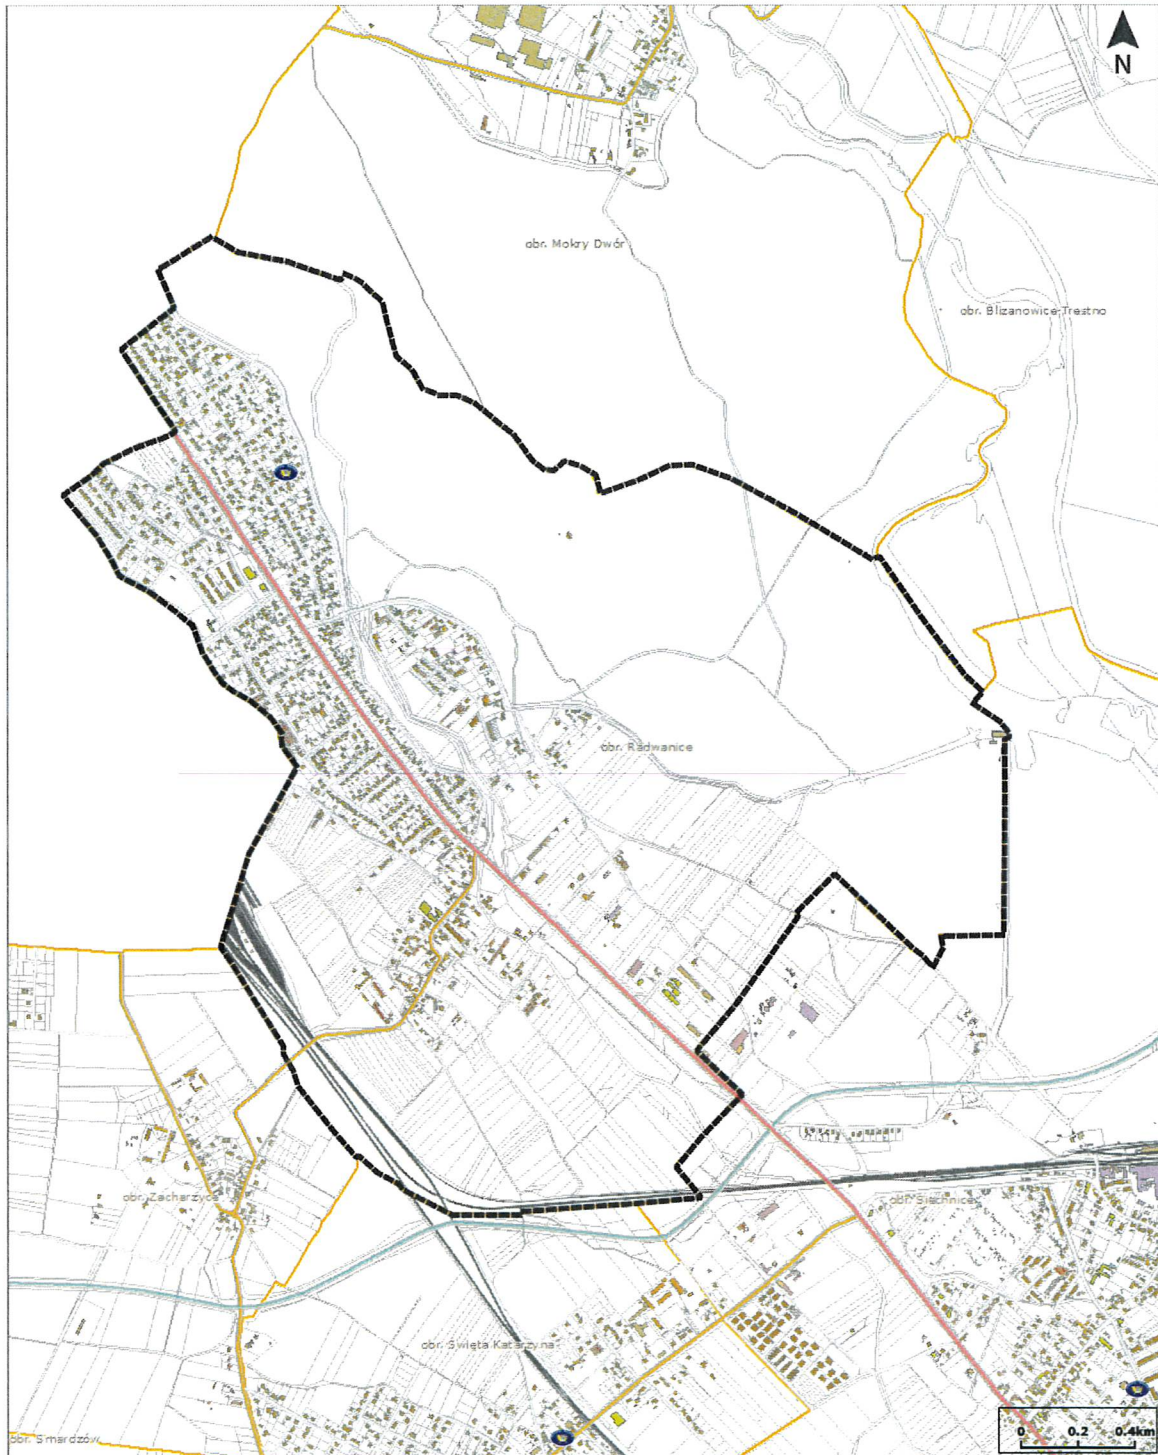 N
obr. Mokry Dwór
obr. Blizanowice-Trestno
obr. Radwanice
obr. Zacharzyce
obr. Siechnice
obr. Święta Katarzyna
obr. Smardzów
0 0.2 0.4km